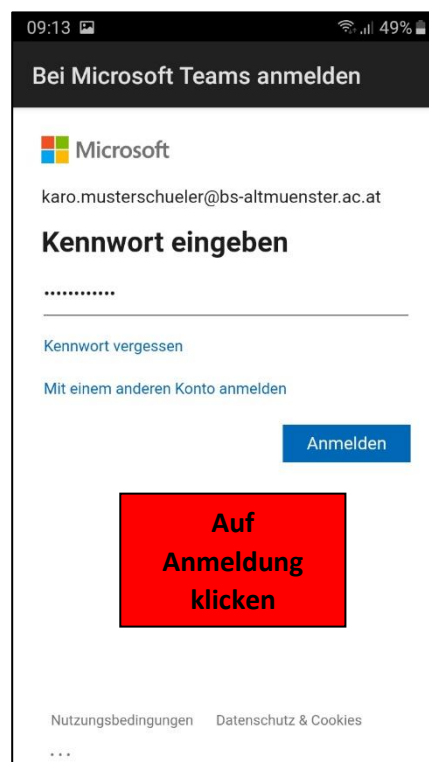 09:13 49%
Bei Microsoft Teams anmelden
Microsoft
karo.musterschueler@bs-altmuenster.ac.at
Kennwort eingeben
............
Kennwort vergessen
Mit einem anderen Konto anmelden
Anmelden
Auf
Anmeldung
klicken
Nutzungsbedingungen Datenschutz & Cookies
...